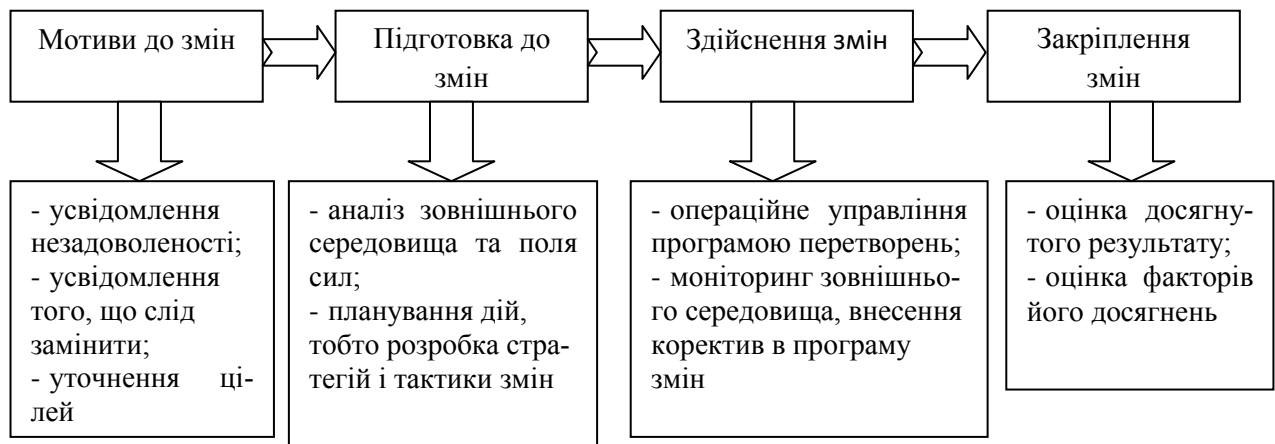 Мотиви до змін
Підготовка до
змін
Здійснення змін
Закріплення
змін
- усвідомлення
незадоволеності;
- усвідомлення
того, що слід
замінити;
- уточнення ці-
лей
- аналіз зовнішнього
середовища та поля
сил;
- планування дій,
тобто розробка стра-
тегій і тактики змін
- операційне управління
програмою перетворень;
- моніторинг зовнішньо-
го середовища, внесення
коректив в програму
змін
- оцінка досягну-
того результату;
- оцінка факторів
його досягнень